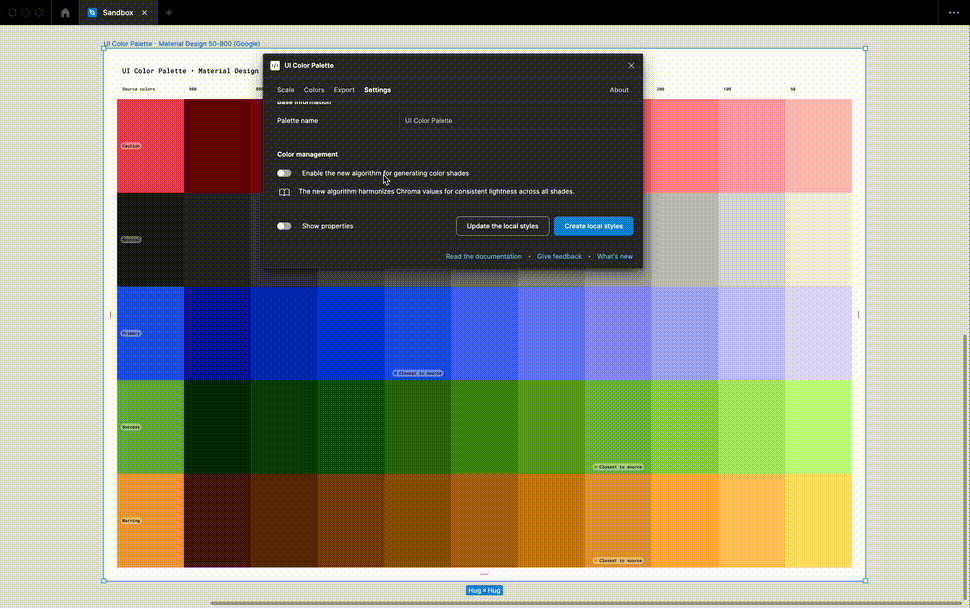 Sandbox
UI Color Palette · Material Design 50-900 (Google)
UI Color Palette • Material Design
Source colors 900 200 100 50
UI Color Palette
Scale Colors Export Settings About
Base information
Palette name UI Color Palette
Color management
Enable the new algorithm for generating color shades
The new algorithm harmonizes Chroma values for consistent lightness across all shades.
Show properties Update the local styles Create local styles
Read the documentation • Give feedback • What's new
Caution
Neutral
Primary
Closest to source
Success
Closest to source
Warning
Closest to source
Hug × Hug